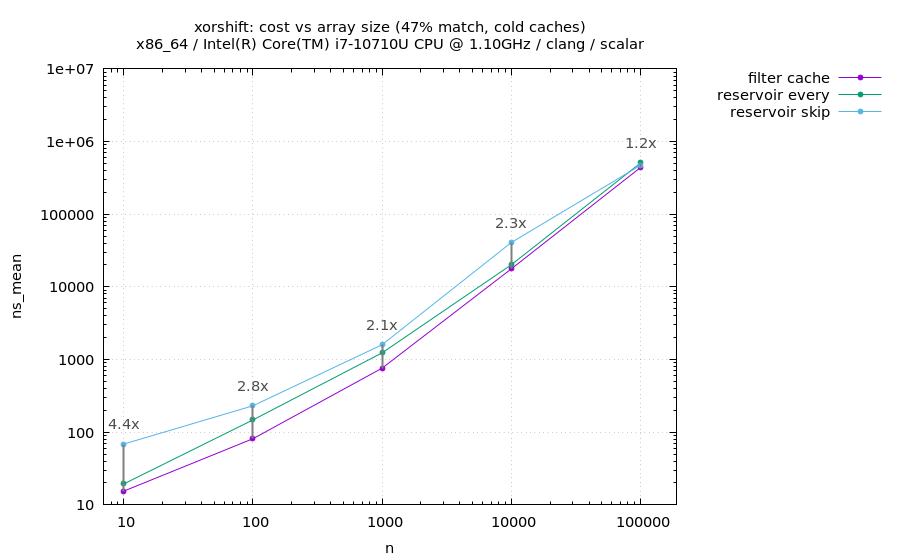 xorshift: cost vs array size (47% match, cold caches)
x86_64 / Intel(R) Core(TM) i7-10710U CPU @ 1.10GHz / clang / scalar
filter cache
reservoir every
reservoir skip
1e+07
1e+06
100000
10000
1000
100
10
ns_mean
4.4x
2.8x
2.1x
2.3x
1.2x
10
100
1000
10000
100000
n